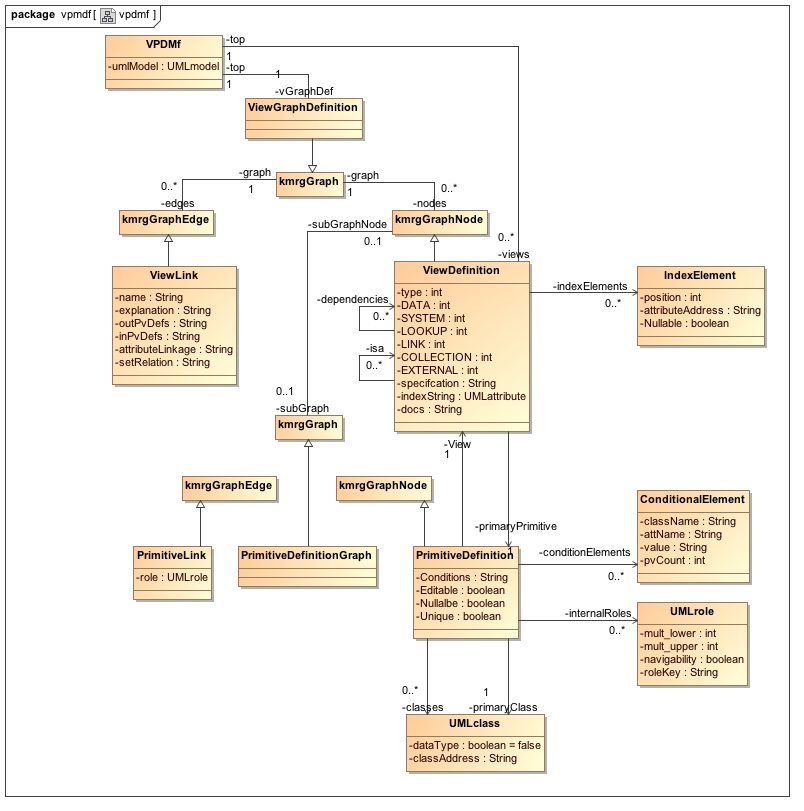 package vpmdf [ vpdmf ]
VPDMf
-umlModel : UMLmodel
-top
1
-top
1
1
-vGraphDef
ViewGraphDefinition
kmrgGraph
-graph
1
0..*
-edges
-graph
1
0..*
-nodes
kmrgGraphEdge
kmrgGraphNode
-subGraphNode
0..1
0..*
-views
ViewLink
-name : String
-explanation : String
-outPvDefs : String
-inPvDefs : String
-attributeLinkage : String
-setRelation : String
ViewDefinition
-type : int
-DATA : int
-SYSTEM : int
-LOOKUP : int
-LINK : int
-COLLECTION : int
-EXTERNAL : int
-specifcation : String
-indexString : UMLattribute
-docs : String
-dependencies
0..*
-isa
0..*
-indexElements
0..*
IndexElement
-position : int
-attributeAddress : String
-Nullable : boolean
0..1
-subGraph
kmrgGraph
-View
1
kmrgGraphEdge
kmrgGraphNode
-primaryPrimitive
1
PrimitiveLink
-role : UMLrole
PrimitiveDefinitionGraph
PrimitiveDefinition
-Conditions : String
-Editable : boolean
-Nullalbe : boolean
-Unique : boolean
-conditionElements
0..*
ConditionalElement
-className : String
-attName : String
-value : String
-pvCount : int
-internalRoles
0..*
UMLrole
-mult_lower : int
-mult_upper : int
-navigability : boolean
-roleKey : String
0..*
-classes
1
-primaryClass
UMLclass
-dataType : boolean = false
-classAddress : String